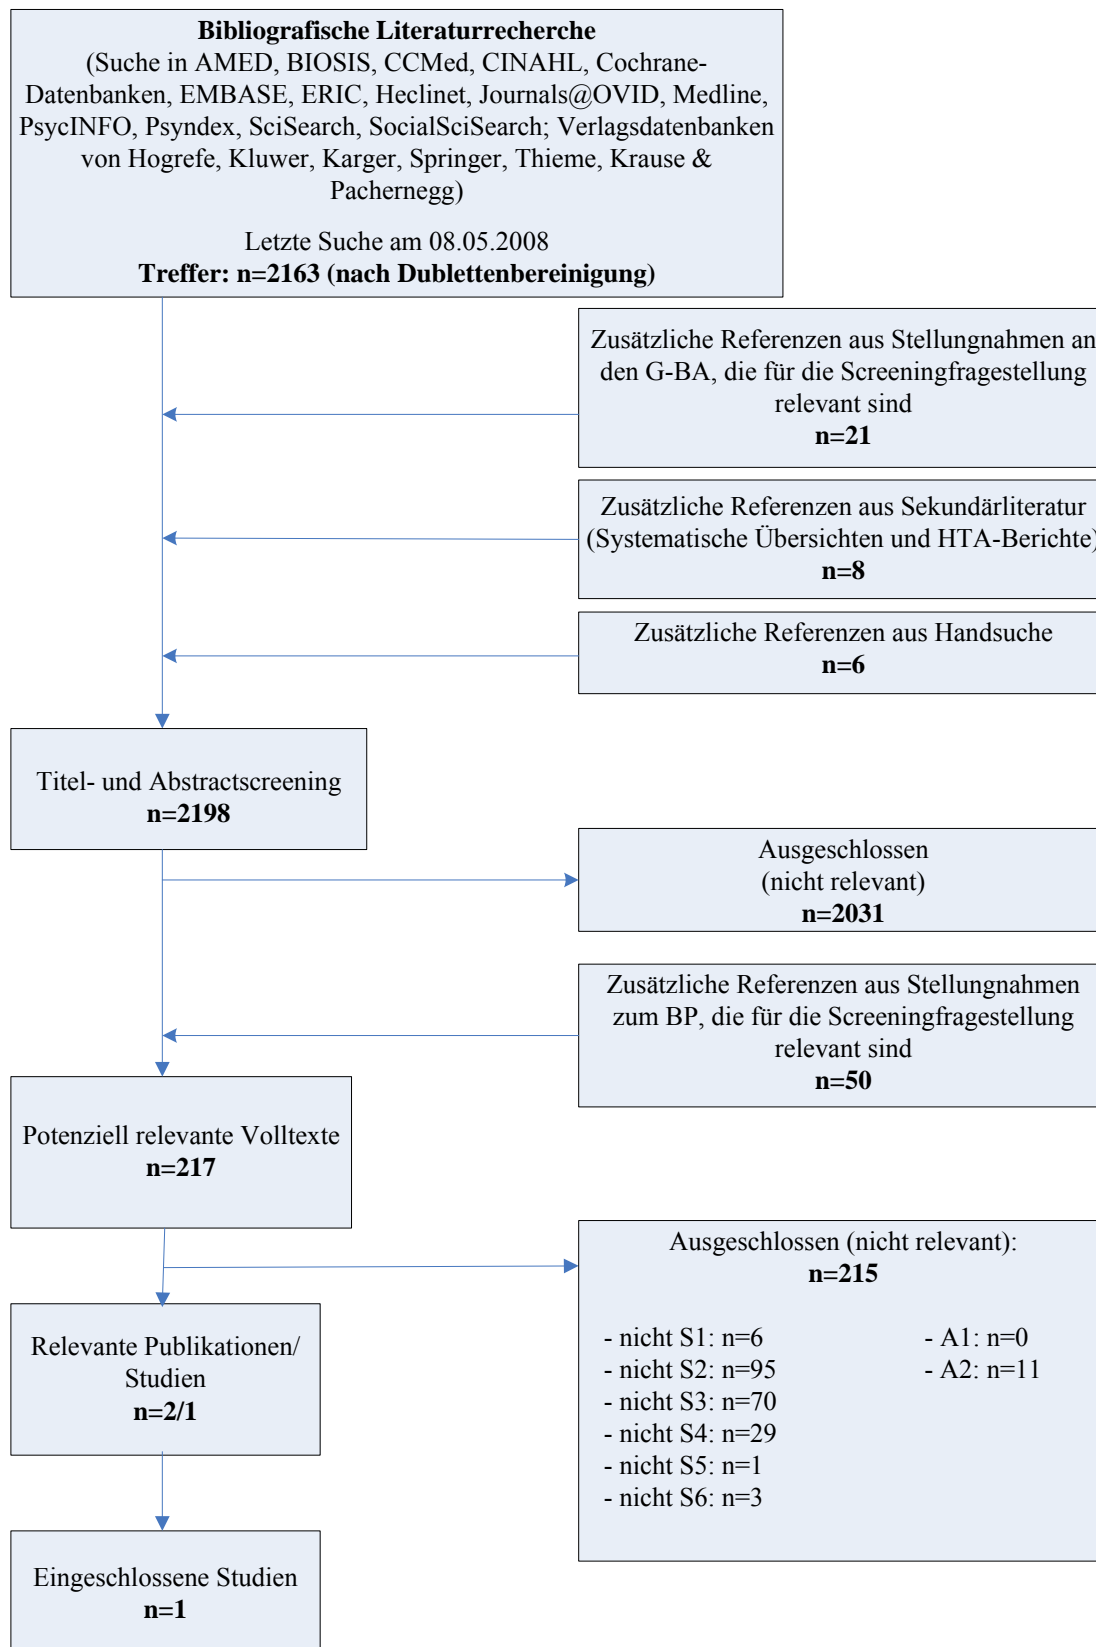 Bibliografische Literaturrecherche
(Suche in AMED, BIOSIS, CCMed, CINAHL, Cochrane-
Datenbanken, EMBASE, ERIC, Heclinet, Journals@OVID, Medline,
PsycINFO, Psyndex, SciSearch, SocialSciSearch; Verlagsdatenbanken
von Hogrefe, Kluwer, Karger, Springer, Thieme, Krause &
Pachernegg)
Letzte Suche am 08.05.2008
Treffer: n=2163 (nach Dublettenbereinigung)
Zusätzliche Referenzen aus Stellungnahmen an
den G-BA, die für die Screeningfragestellung
relevant sind
n=21
Zusätzliche Referenzen aus Sekundärliteratur
(Systematische Übersichten und HTA-Berichte)
n=8
Zusätzliche Referenzen aus Handsuche
n=6
Titel- und Abstractscreening
n=2198
Ausgeschlossen
(nicht relevant)
n=2031
Zusätzliche Referenzen aus Stellungnahmen
zum BP, die für die Screeningfragestellung
relevant sind
n=50
Potenziell relevante Volltexte
n=217
Ausgeschlossen (nicht relevant):
n=215
- nicht S1: n=6
- nicht S2: n=95
- nicht S3: n=70
- nicht S4: n=29
- nicht S5: n=1
- nicht S6: n=3
- A1: n=0
- A2: n=11
Relevante Publikationen/
Studien
n=2/1
Eingeschlossene Studien
n=1